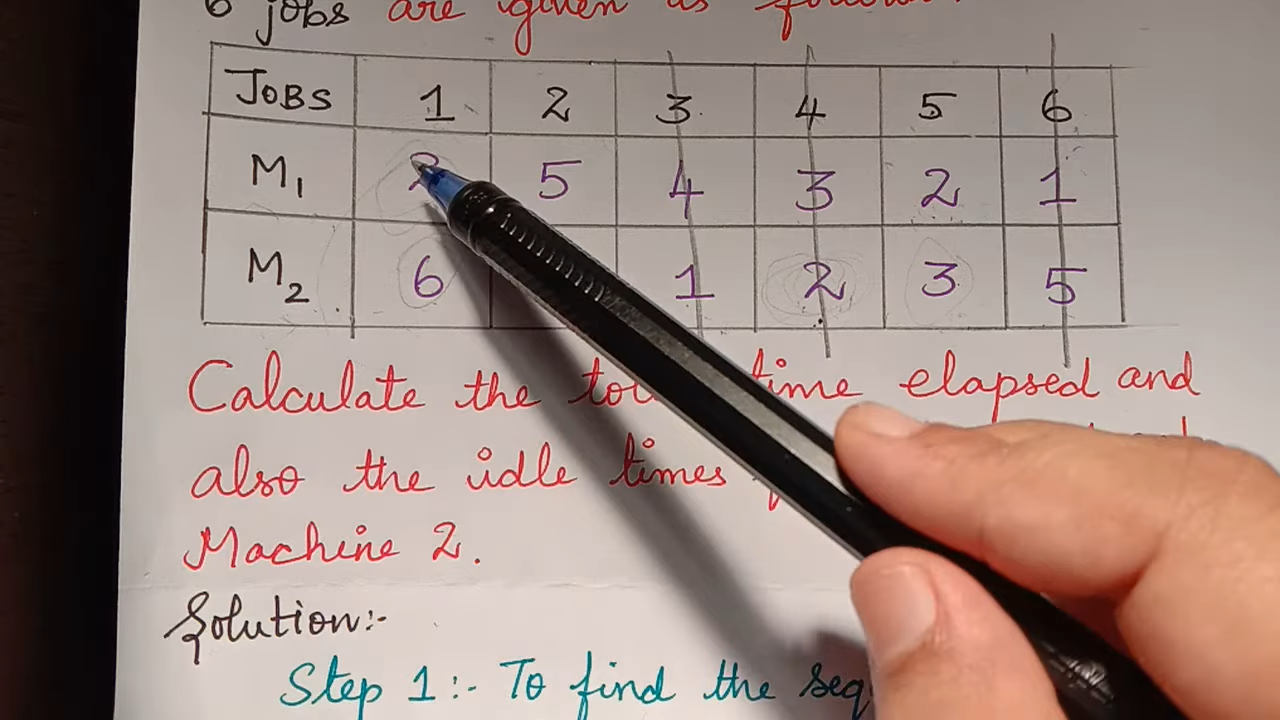 6 jobs are given as follows:
JOBS 1 2 3 4 5 6
M1 5 4 3 2 1
M2 6 1 2 3 5
Calculate the time elapsed and
also the idle times
Machine 2.
Solution:-
Step 1:- To find the